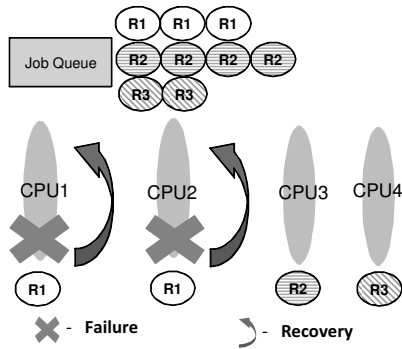 R1 R1 R1
Job Queue
R2 R2 R2 R2
R3 R3
CPU1 CPU2 CPU3 CPU4
R1 R1 R2 R3
- Failure - Recovery